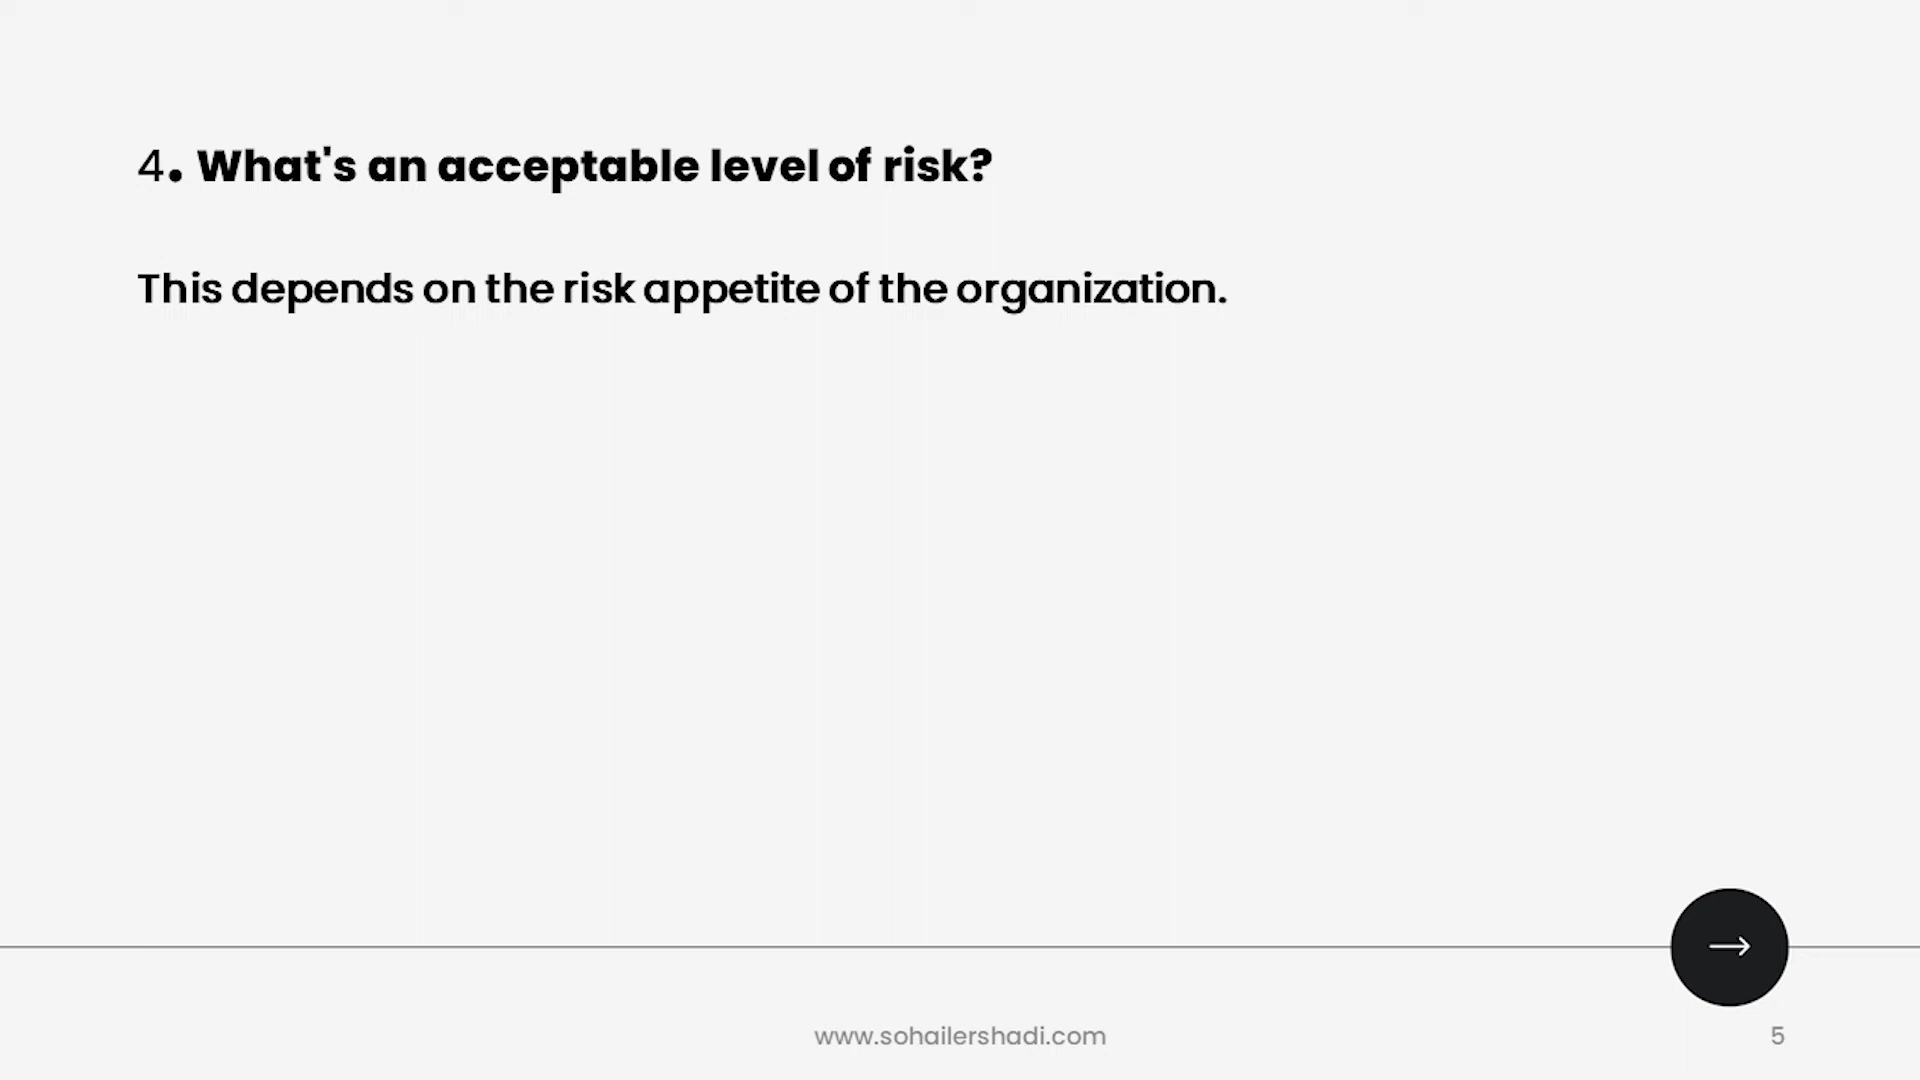 4. What's an acceptable level of risk?
This depends on the risk appetite of the organization.
www.sohailershadi.com
5